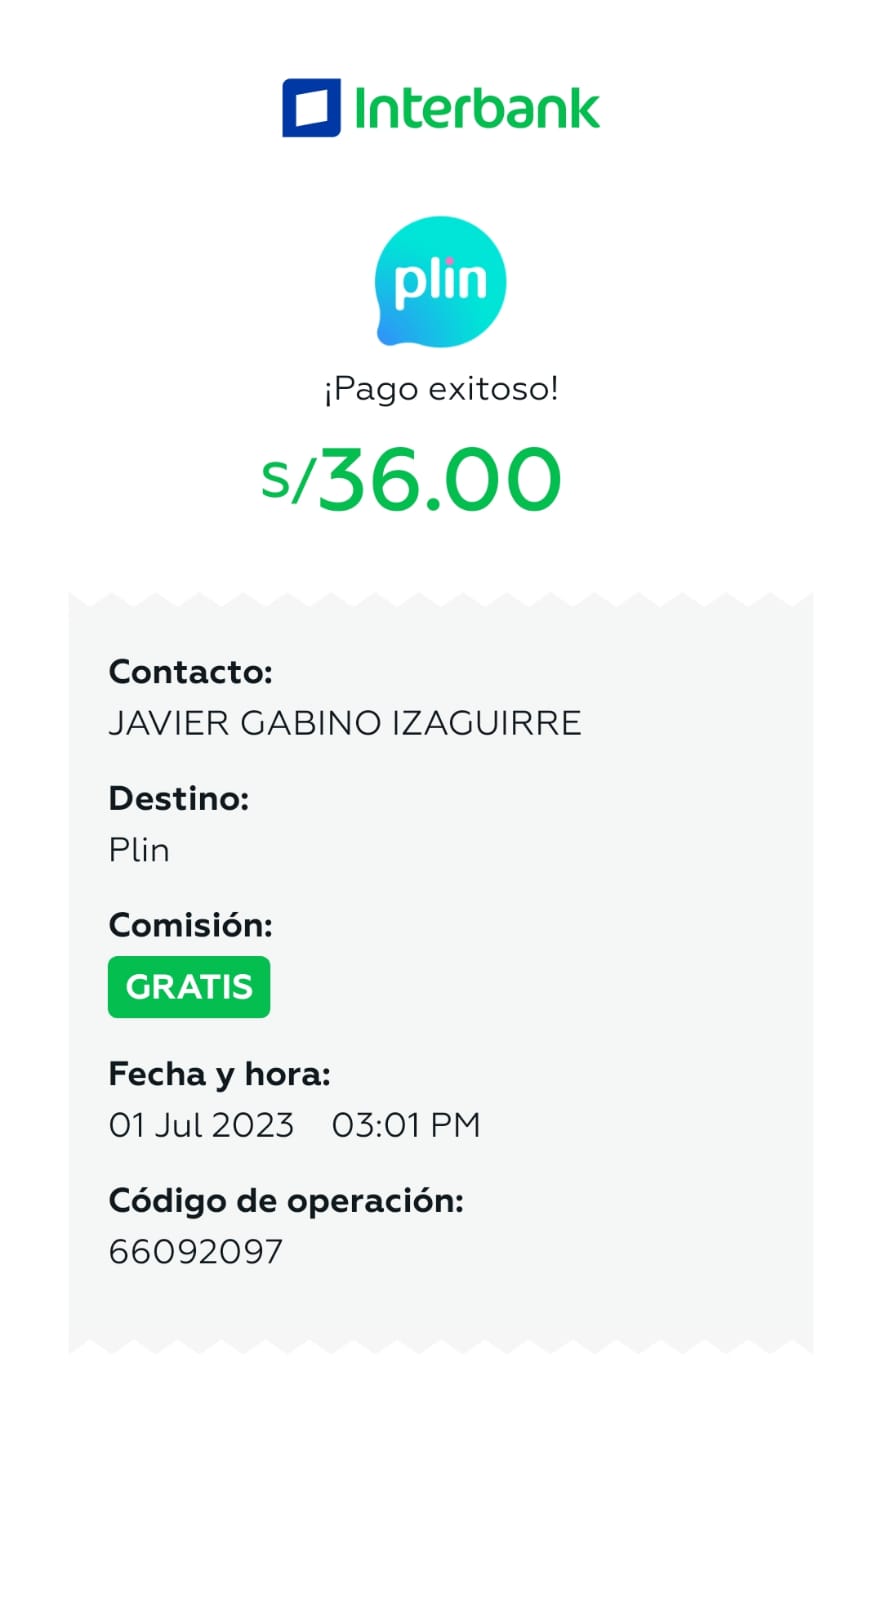 Interbank
plin
¡Pago exitoso!
S/36.00
Contacto:
JAVIER GABINO IZAGUIRRE
Destino:
Plin
Comisión:
GRATIS
Fecha y hora:
01 Jul 2023 03:01 PM
Código de operación:
66092097